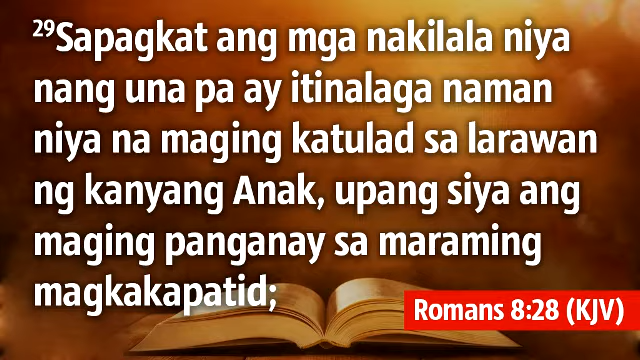 29Sapagkat ang mga nakilala niya
nang una pa ay itinalaga naman
niya na maging katulad sa larawan
ng kanyang Anak, upang siya ang
maging panganay sa maraming
magkakapatid;
Romans 8:28 (KJV)